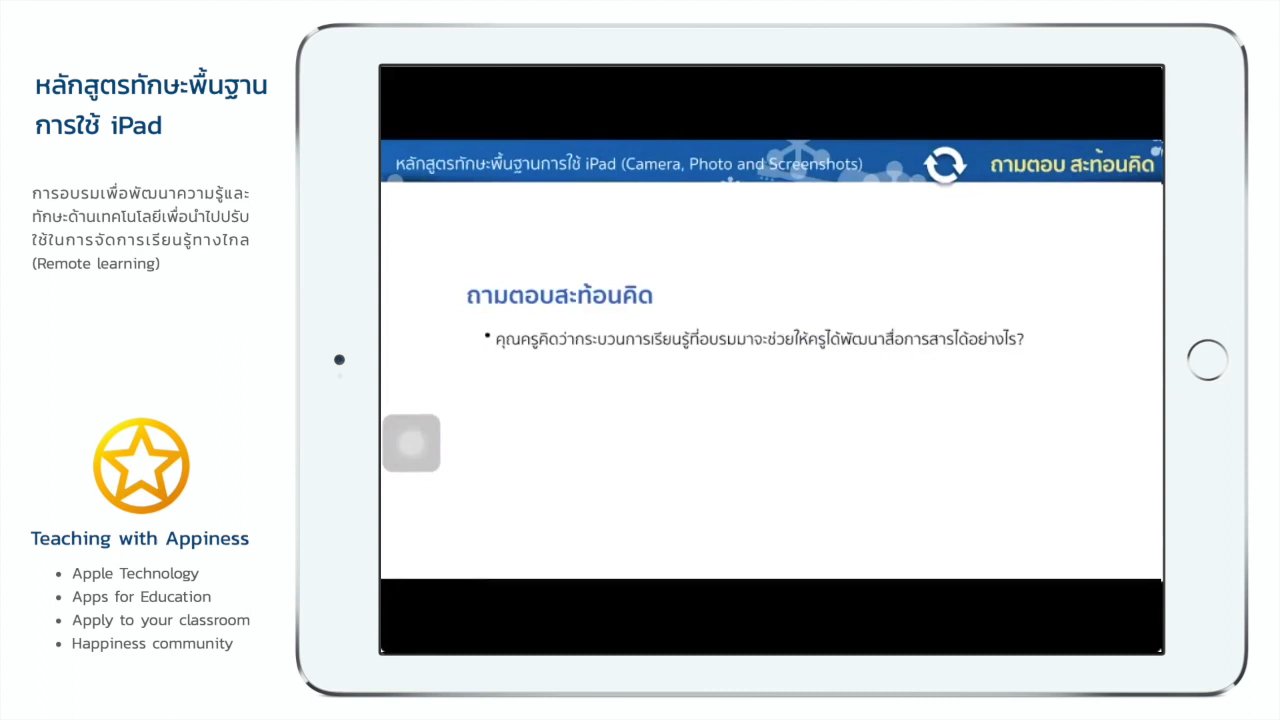 หลักสูตรทักษะพื้นฐาน
การใช้ iPad
การอบรมเพื่อพัฒนาความรู้และ
ทักษะด้านเทคโนโลยีเพื่อนำไปปรับ
ใช้ในการจัดการเรียนรู้ทางไกล
(Remote learning)
Teaching with Appiness
• Apple Technology
• Apps for Education
• Apply to your classroom
• Happiness community
หลักสูตรทักษะพื้นฐานการใช้ iPad (Camera, Photo and Screenshots)
ถามตอบ สะท้อนคิด
ถามตอบสะท้อนคิด
• คุณครูคิดว่ากระบวนการเรียนรู้ที่อบรมมาจะช่วยให้ครูได้พัฒนาสื่อการสารได้อย่างไร?